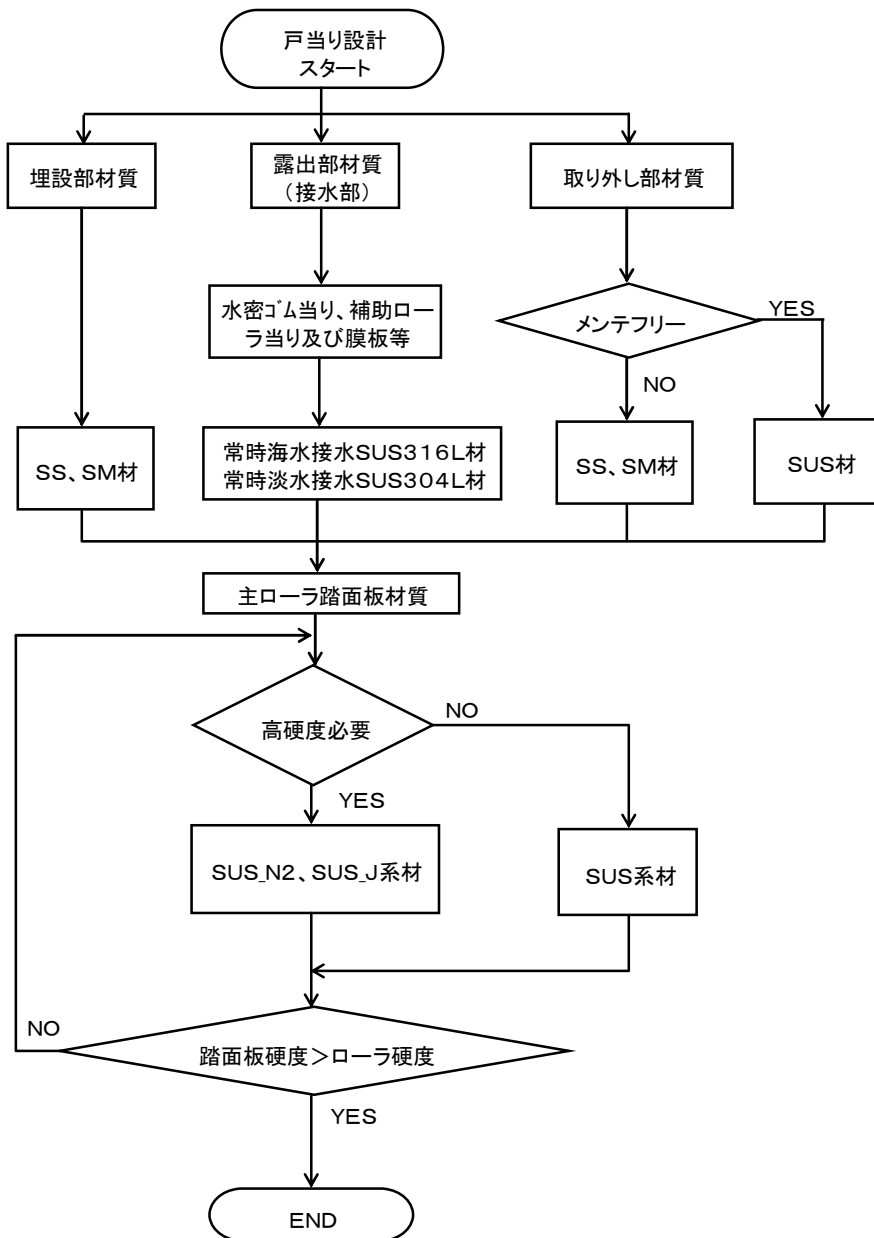 戸当り設計
スタート
埋設部材質
露出部材質
（接水部）
取り外し部材質
水密ｺﾞﾑ当り、補助ロー
ラ当り及び膜板等
メンテフリー
YES
NO
SS、SM材
常時海水接水SUS316L材
常時淡水接水SUS304L材
SS、SM材
SUS材
主ローラ踏面板材質
高硬度必要
NO
YES
SUS_N2、SUS_J系材
SUS系材
NO
踏面板硬度＞ローラ硬度
YES
END